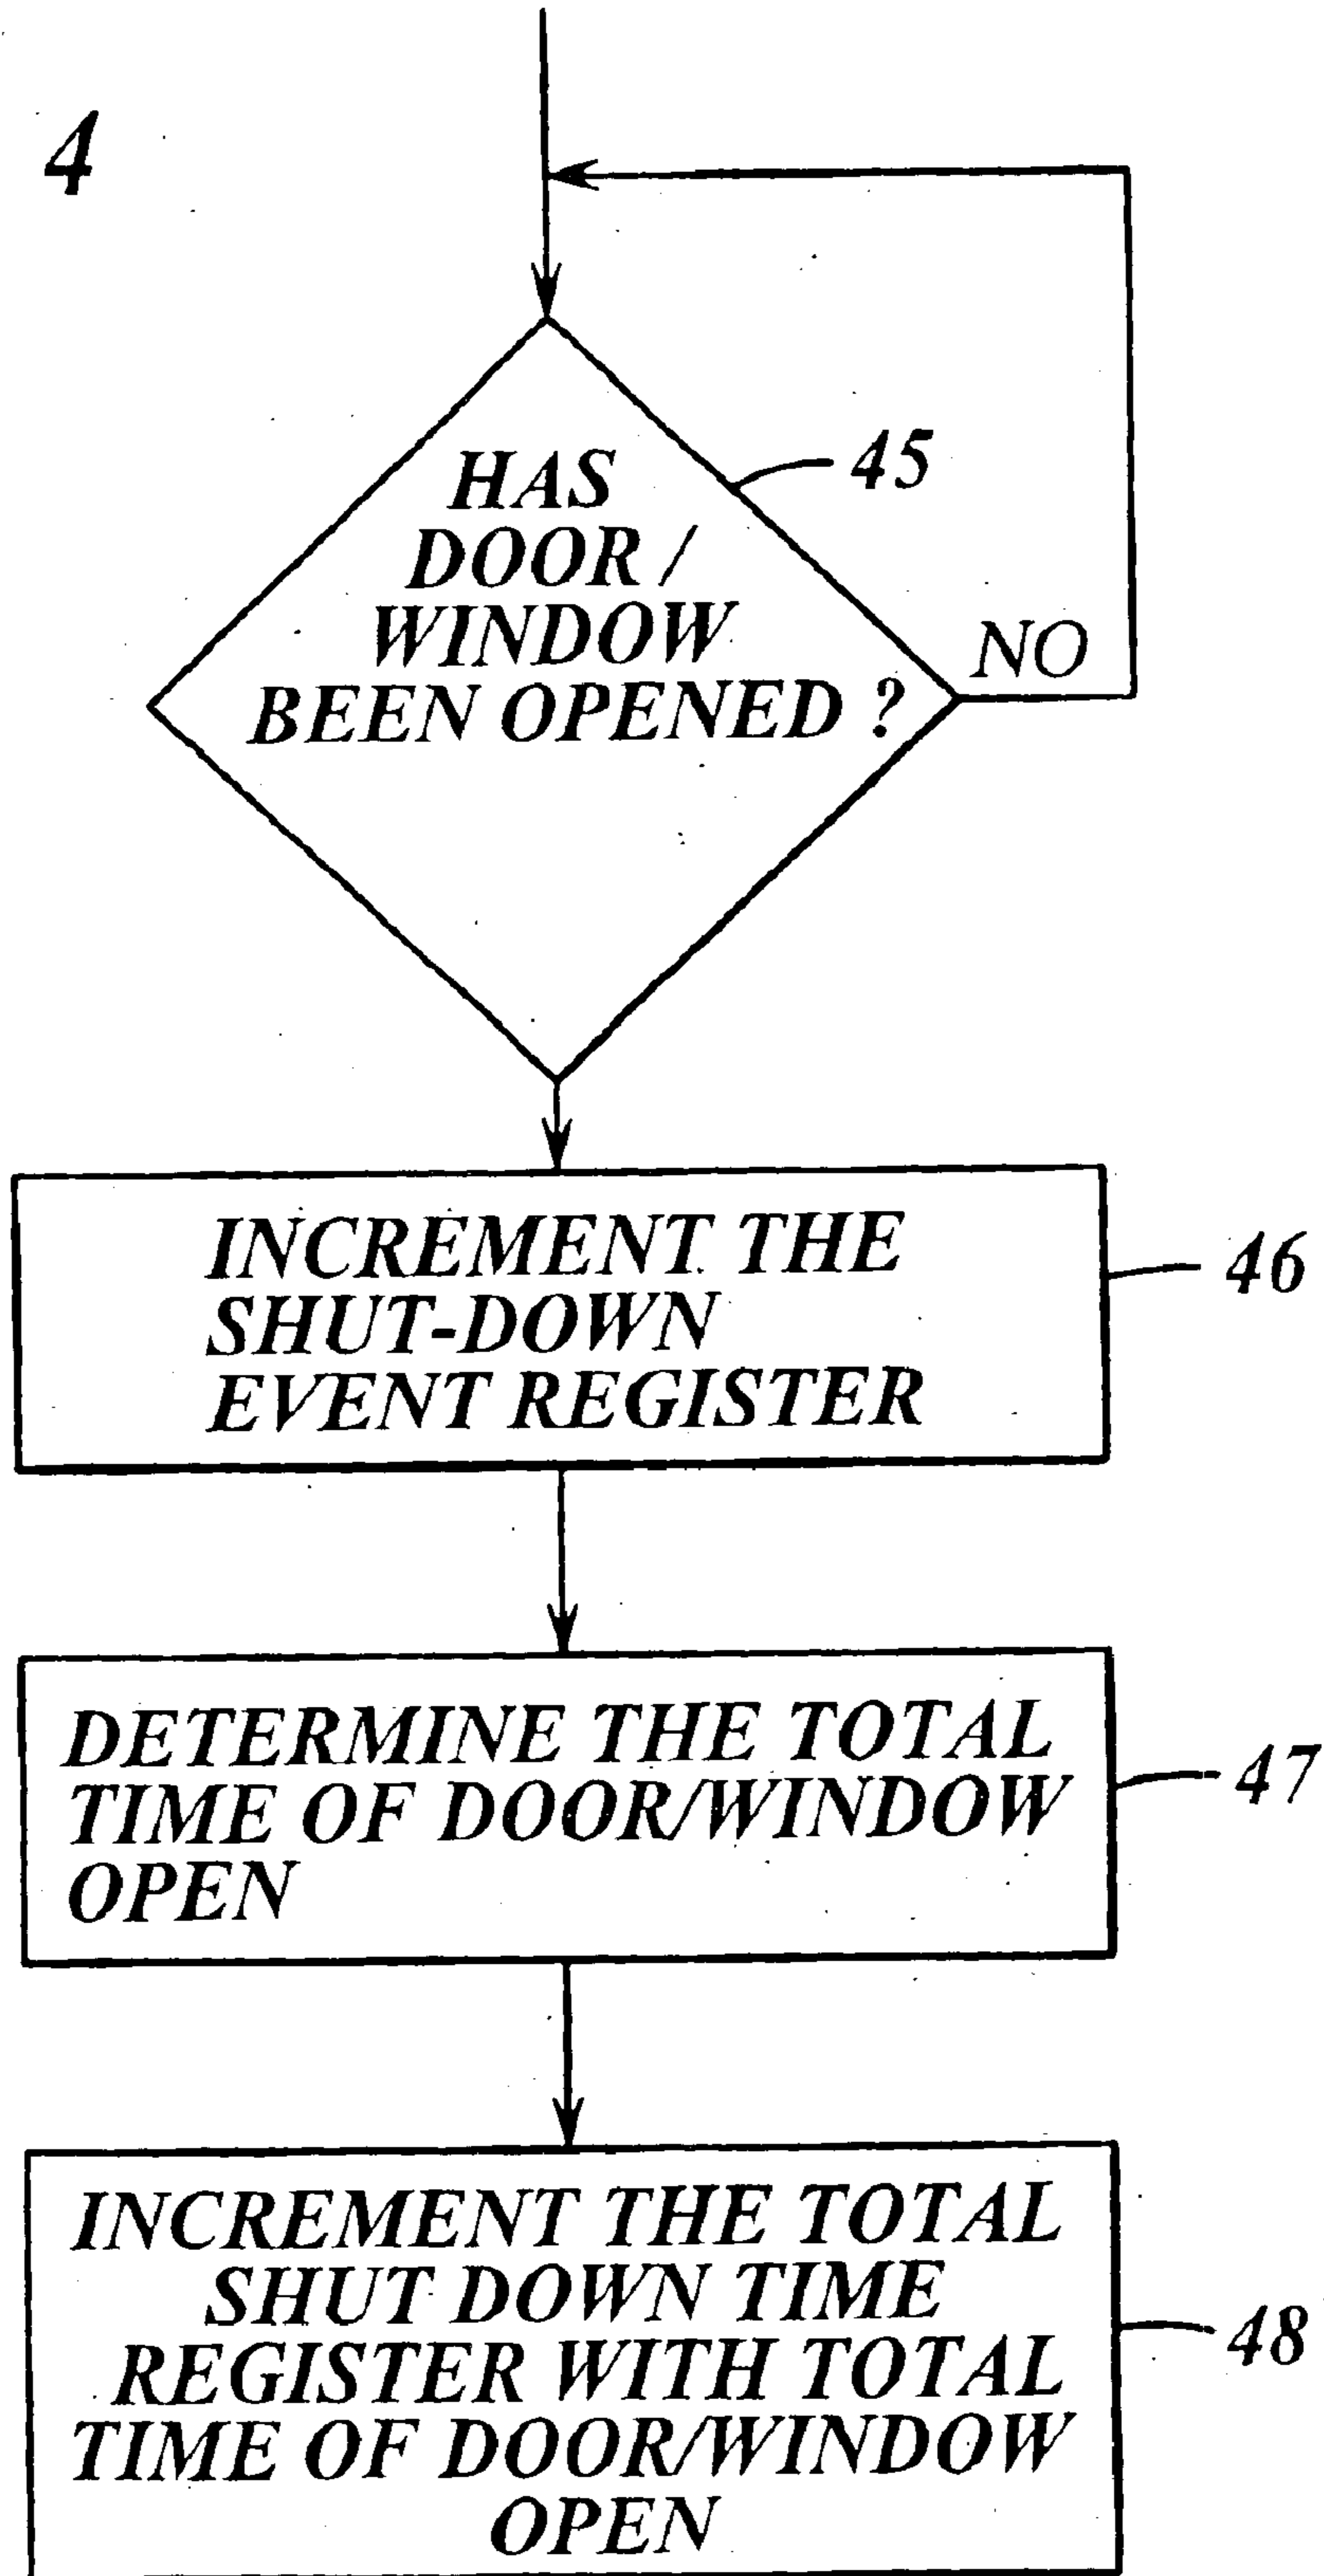 4
HAS
DOOR /
WINDOW
BEEN OPENED ?
45
NO
INCREMENT THE
SHUT-DOWN
EVENT REGISTER
46
DETERMINE THE TOTAL
TIME OF DOOR/WINDOW
OPEN
47
INCREMENT THE TOTAL
SHUT DOWN TIME
REGISTER WITH TOTAL
TIME OF DOOR/WINDOW
OPEN
48